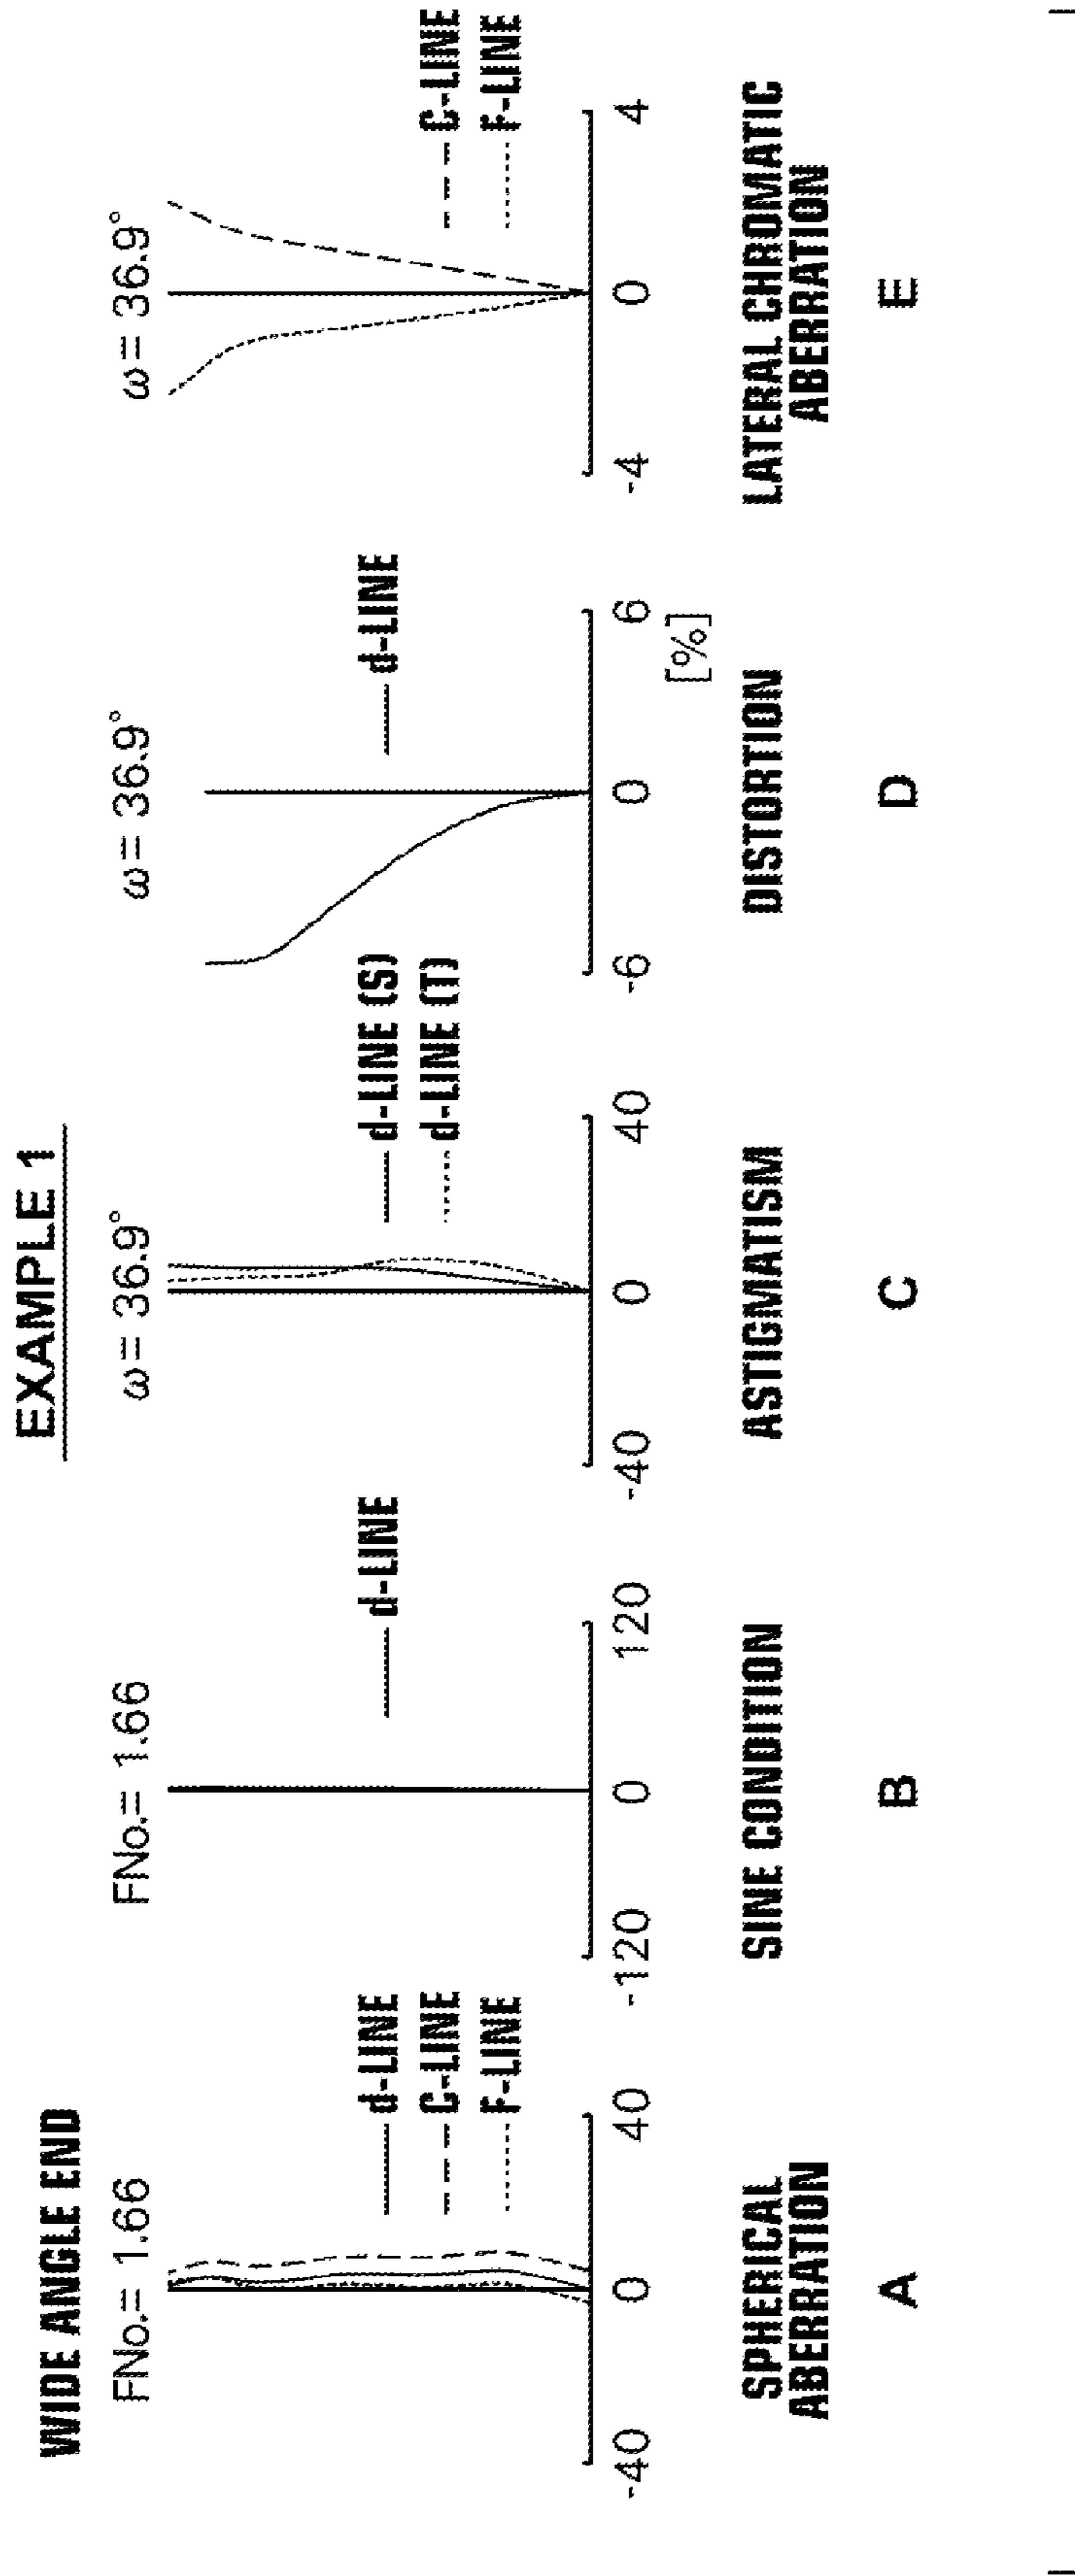 EXAMPLE 1
WIDE ANGLE END
FNo.= 1.66
d-LINE
C-LINE
F-LINE
-40 0 40
SPHERICAL
ABERRATION
A
FNo.= 1.66
d-LINE
-120 0 120
SINE CONDITION
B
ω= 36.9°
d-LINE (S)
d-LINE (T)
-40 0 40
ASTIGMATISM
C
ω= 36.9°
d-LINE
-6 0 6
[%]
DISTORTION
D
ω= 36.9°
C-LINE
F-LINE
-4 0 4
LATERAL CHROMATIC
ABERRATION
E